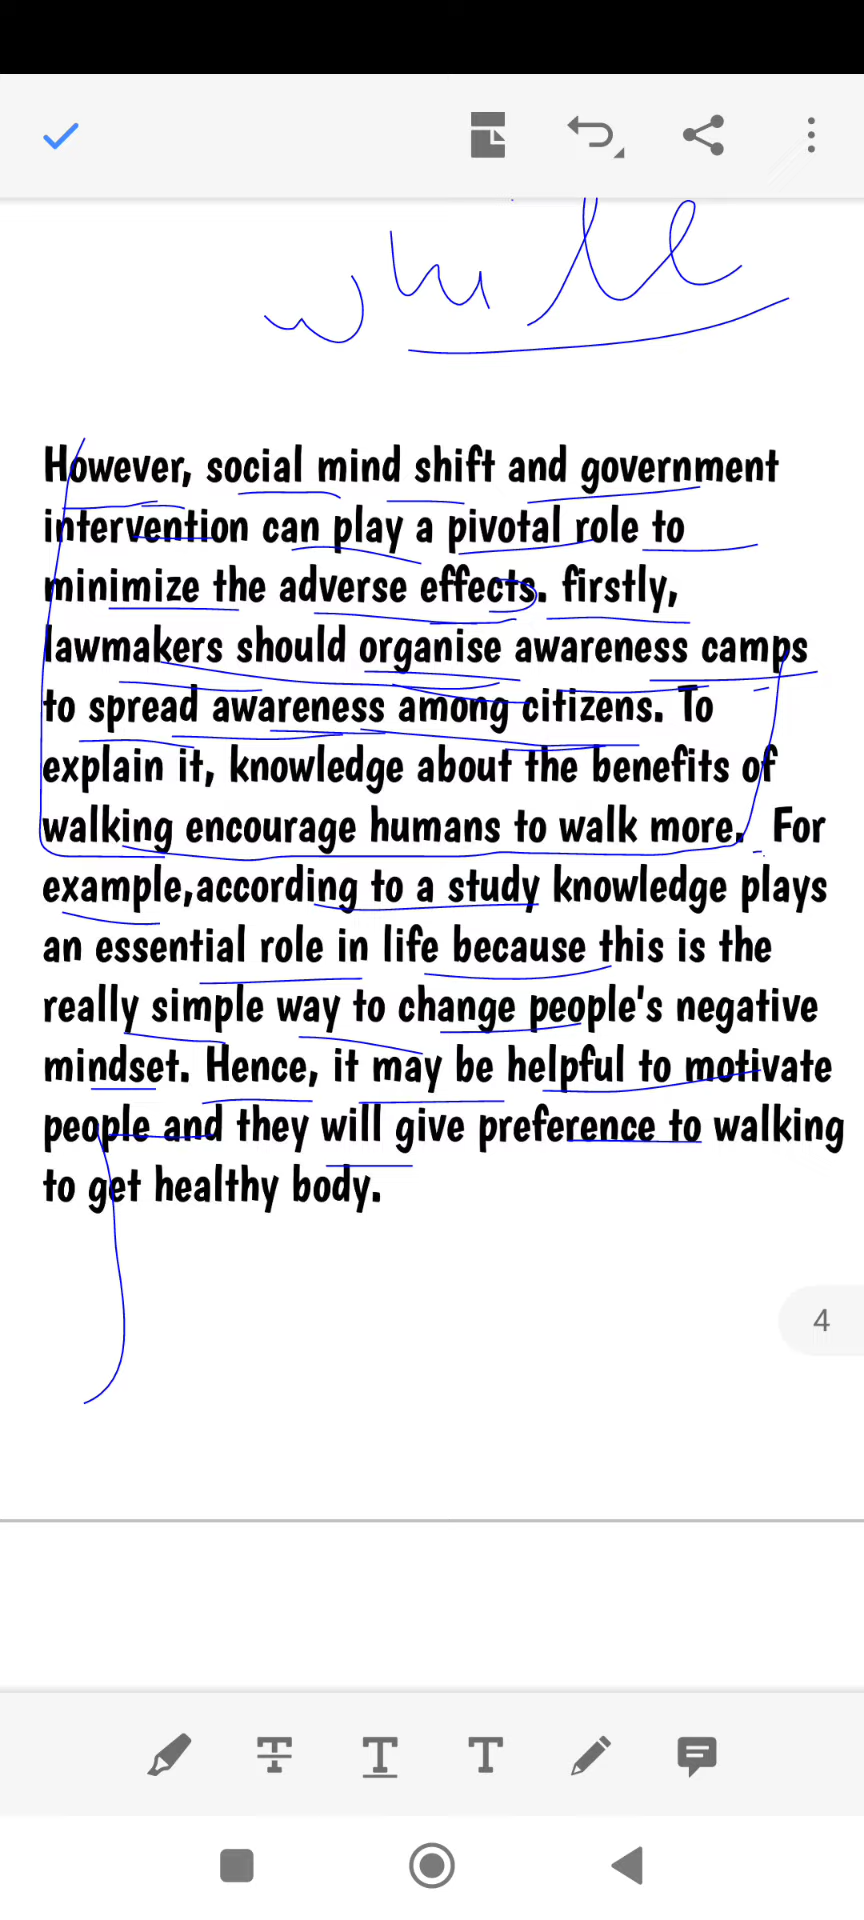 while
However, social mind shift and government
intervention can play a pivotal role to
minimize the adverse effects. firstly,
lawmakers should organise awareness camps
to spread awareness among citizens. To
explain it, knowledge about the benefits of
walking encourage humans to walk more. For
example,according to a study knowledge plays
an essential role in life because this is the
really simple way to change people's negative
mindset. Hence, it may be helpful to motivate
people and they will give preference to walking
to get healthy body.
4